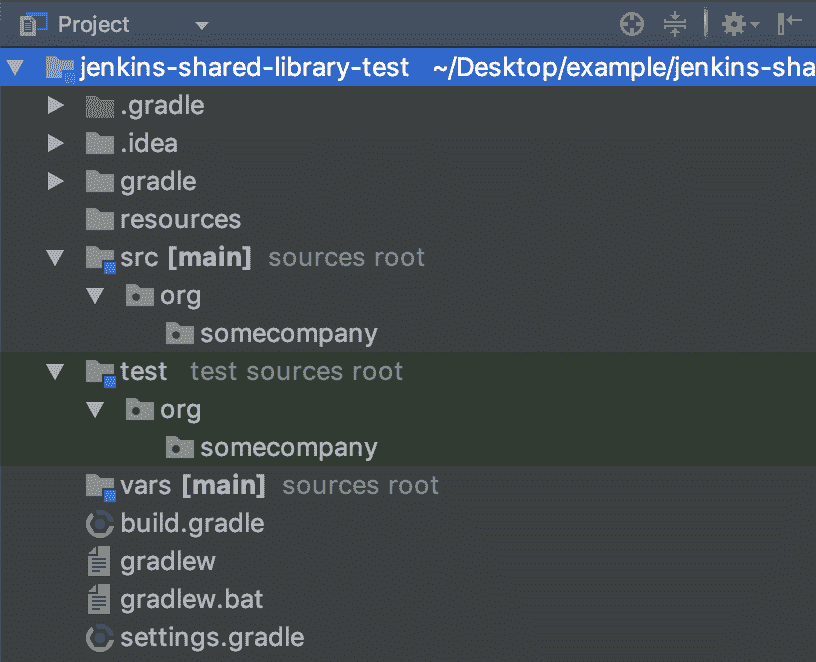 Project
jenkins-shared-library-test ~/Desktop/example/jenkins-sha
.gradle
.idea
gradle
resources
src [main] sources root
org
somecompany
test test sources root
org
somecompany
vars [main] sources root
build.gradle
gradlew
gradlew.bat
settings.gradle